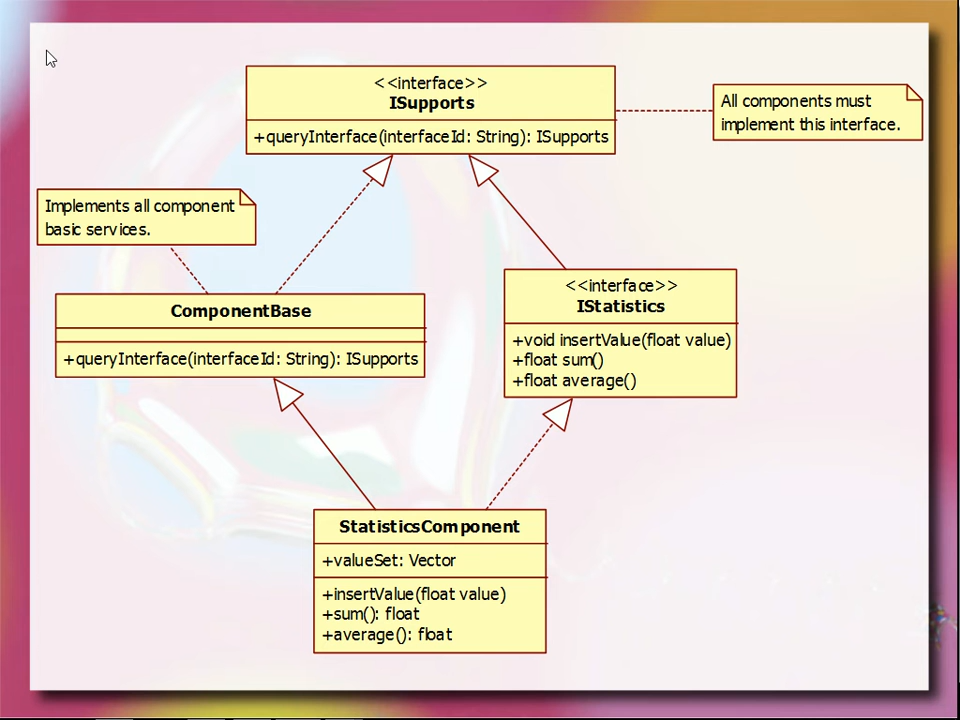 <<interface>>
ISupports
+queryInterface(interfaceId: String): ISupports
All components must
implement this interface.
Implements all component
basic services.
ComponentBase
+queryInterface(interfaceId: String): ISupports
<<interface>>
IStatistics
+void insertValue(float value)
+float sum()
+float average()
StatisticsComponent
+valueSet: Vector
+insertValue(float value)
+sum(): float
+average(): float